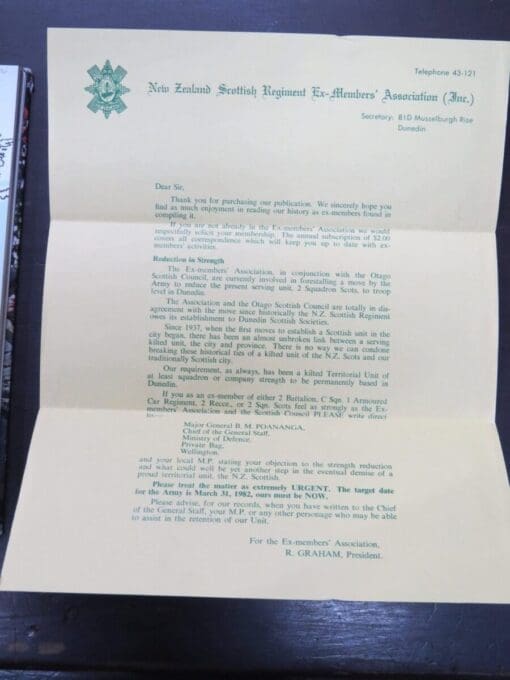 Telephone 43-121
New Zealand Scottish Regiment Ex-Members' Association (Inc.)
Secretary: 81D Musselburgh Rise
Dunedin
Dear Sir,
Thank you for purchasing our publication. We sincerely hope you
find as much enjoyment in reading our history as ex-members found in
compiling it.
If you are not already in the Ex-members' Association we would
respectfully solicit your membership. The annual subscription of $2.00
covers all correspondence which will keep you up to date with ex-
members' activities.
Reduction in Strength
The Ex-members' Association, in conjunction with the Otago
Scottish Council, are currently involved in forestalling a move by the
Army to reduce the present serving unit, 2 Squadron Scots, to troop
level in Dunedin.
The Association and the Otago Scottish Council are totally in dis-
agreement with the move since historically the N.Z. Scottish Regiment
owes its establishment to Dunedin Scottish Societies.
Since 1937, when the first moves to establish a Scottish unit in the
city began, there has been an almost unbroken link between a serving
kilted unit, the city and province. There is no way we can condone
breaking these historical ties of a kilted unit of the N.Z. Scots and our
traditionally Scottish city.
Our requirement, as always, has been a kilted Territorial Unit of
at least squadron or company strength to be permanently based in
Dunedin.
If you as an ex-member of either 2 Battalion, C Sqn. 1 Armoured
Car Regiment, 2 Recce., or 2 Sqn. Scots feel as strongly as the Ex-
members' Association and the Scottish Council PLEASE write direct
to:—
Major General B. M. POANANGA,
Chief of the General Staff,
Ministry of Defence,
Private Bag,
Wellington,
and your local M.P. stating your objection to the strength reduction
and what could well be yet another step in the eventual demise of a
proud territorial unit, the N.Z. Scottish.
Please treat the matter as extremely URGENT. The target date
for the Army is March 31, 1982, ours must be NOW.
Please advise, for our records, when you have written to the Chief
of the General Staff, your M.P. or any other personage who may be able
to assist in the retention of our Unit.
For the Ex-members' Association,
R. GRAHAM, President.